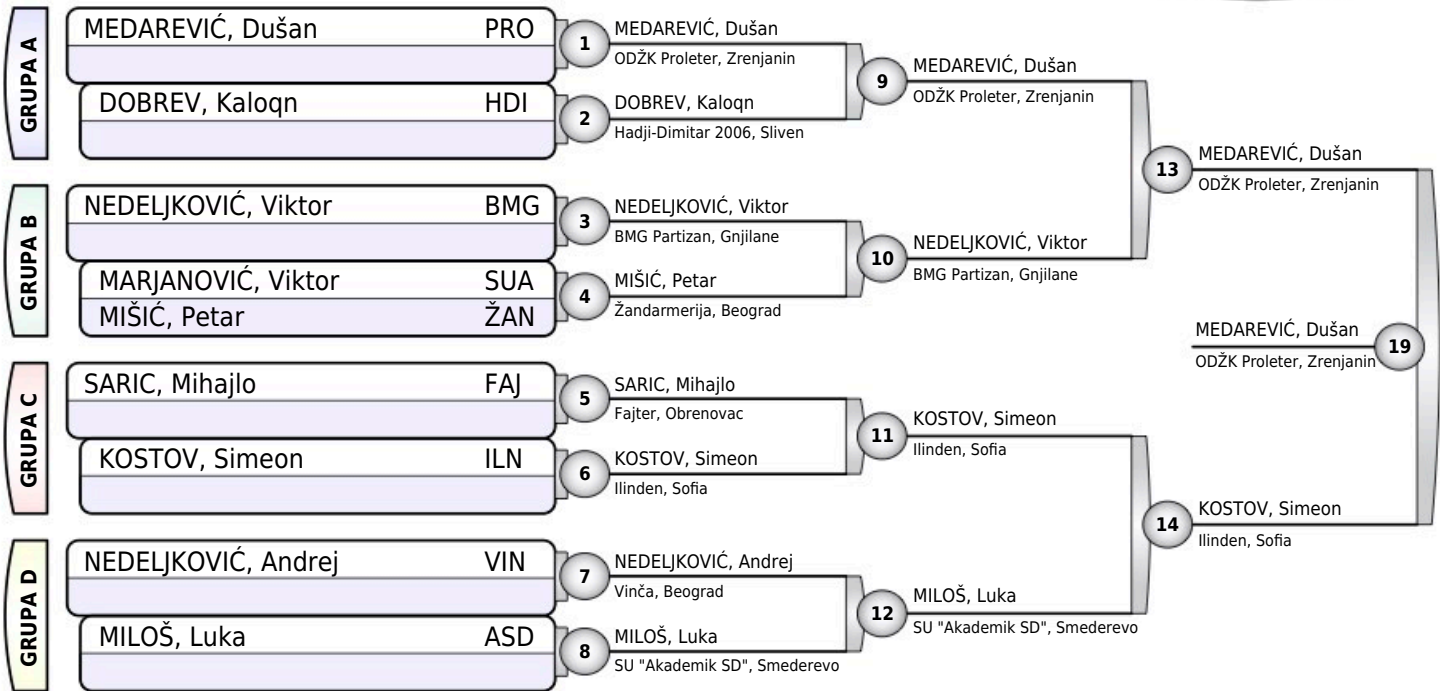 GRUPA A
MEDAREVIĆ, Dušan PRO
DOBREV, Kaloqn HDI
1
MEDAREVIĆ, Dušan
ODŽK Proleter, Zrenjanin
2
DOBREV, Kaloqn
Hadji-Dimitar 2006, Sliven
9
MEDAREVIĆ, Dušan
ODŽK Proleter, Zrenjanin
GRUPA B
NEDELJKOVIĆ, Viktor BMG
MARJANOVIĆ, Viktor SUA
MIŠIĆ, Petar ŽAN
3
NEDELJKOVIĆ, Viktor
BMG Partizan, Gnjilane
4
MIŠIĆ, Petar
Žandarmerija, Beograd
10
NEDELJKOVIĆ, Viktor
BMG Partizan, Gnjilane
13
MEDAREVIĆ, Dušan
ODŽK Proleter, Zrenjanin
GRUPA C
SARIC, Mihajlo FAJ
KOSTOV, Simeon ILN
5
SARIC, Mihajlo
Fajter, Obrenovac
6
KOSTOV, Simeon
Ilinden, Sofia
11
KOSTOV, Simeon
Ilinden, Sofia
GRUPA D
NEDELJKOVIĆ, Andrej VIN
MILOŠ, Luka ASD
7
NEDELJKOVIĆ, Andrej
Vinča, Beograd
8
MILOŠ, Luka
SU "Akademik SD", Smederevo
12
MILOŠ, Luka
SU "Akademik SD", Smederevo
14
KOSTOV, Simeon
Ilinden, Sofia
MEDAREVIĆ, Dušan
ODŽK Proleter, Zrenjanin
19